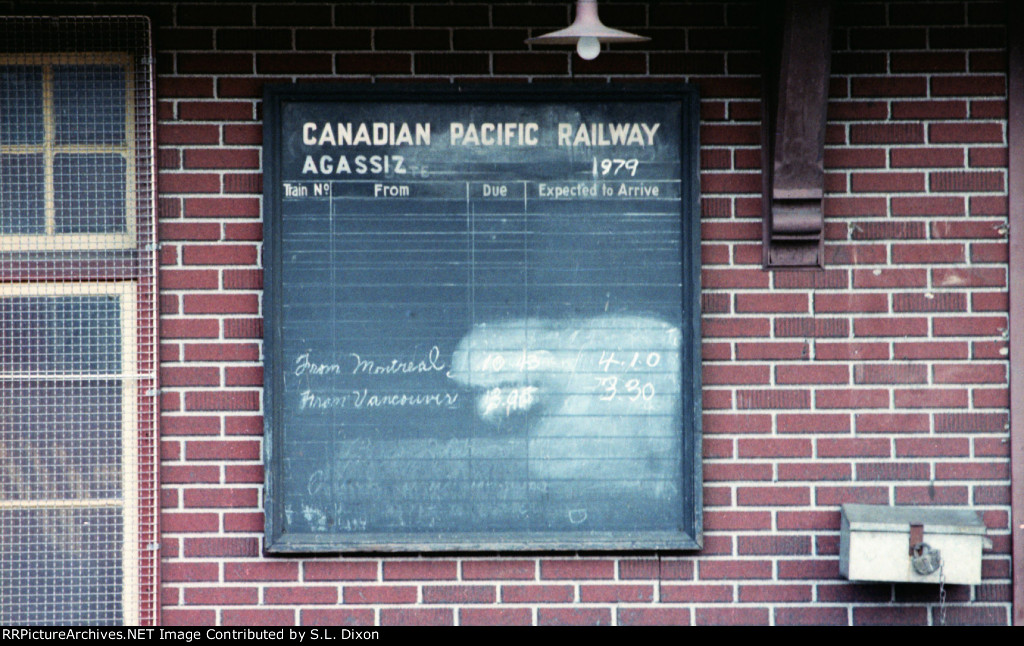 CANADIAN PACIFIC RAILWAY
AGASSIZ 1979
Train No From Due Expected to Arrive
From Montreal 4.10
From Vancouver 3.30
RRPictureArchives.NET Image Contributed by S.L. Dixon